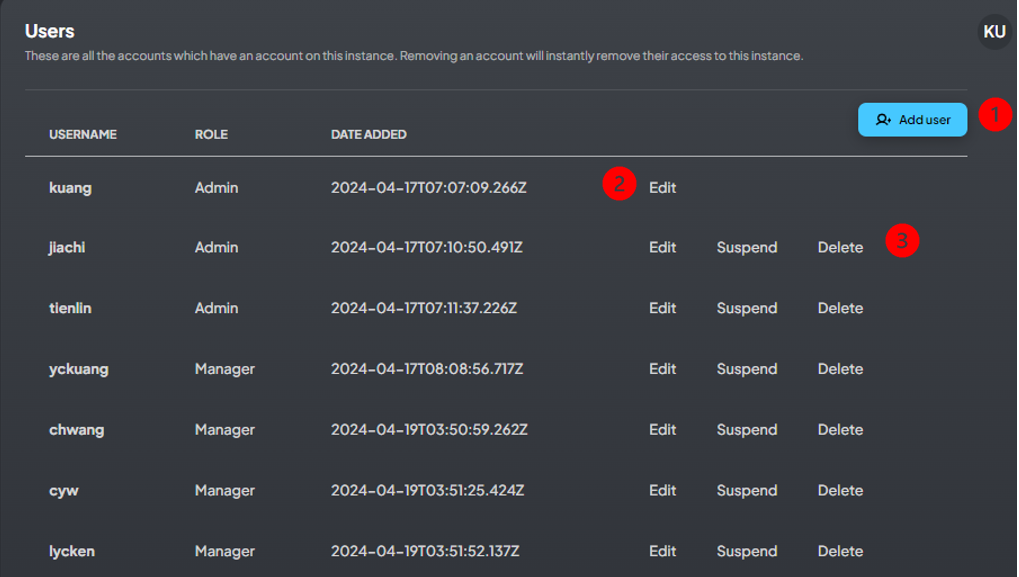 Users
KU
These are all the accounts which have an account on this instance. Removing an account will instantly remove their access to this instance.
Add user 1
USERNAME ROLE DATE ADDED
kuang Admin 2024-04-17T07:07:09.266Z 2 Edit
jiachi Admin 2024-04-17T07:10:50.491Z Edit Suspend Delete 3
tienlin Admin 2024-04-17T07:11:37.226Z Edit Suspend Delete
yckuang Manager 2024-04-17T08:08:56.717Z Edit Suspend Delete
chwang Manager 2024-04-19T03:50:59.262Z Edit Suspend Delete
cyw Manager 2024-04-19T03:51:25.424Z Edit Suspend Delete
lycken Manager 2024-04-19T03:51:52.137Z Edit Suspend Delete